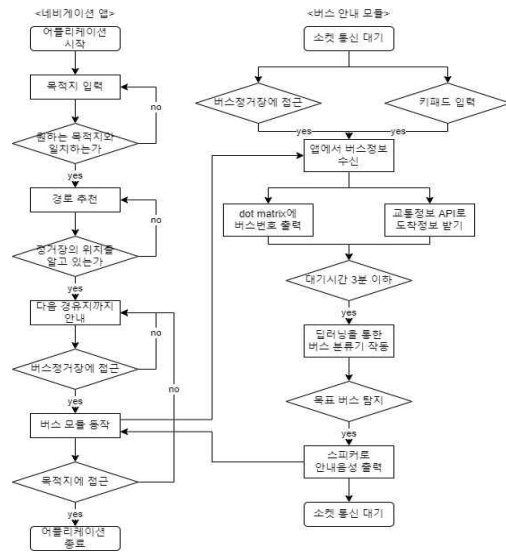 <네비게이션 앱>
어플리케이션
시작
목적지 입력
no
원하는 목적지와
일치하는가
yes
경로 추천
no
정거장의 위치를
알고 있는가
yes
다음 경유지까지
안내
no
버스정거장에 접근
no
yes
버스 모듈 동작
목적지에 접근
yes
어플리케이션
종료
<버스 안내 모듈>
소켓 통신 대기
버스정거장에 접근
키패드 입력
yes
yes
앱에서 버스정보
수신
dot matrix에
버스번호 출력
교통정보 API로
도착정보 받기
대기시간 3분 이하
yes
딥러닝을 통한
버스 분류기 작동
목표 버스 탐지
yes
스피커로
안내음성 출력
소켓 통신 대기